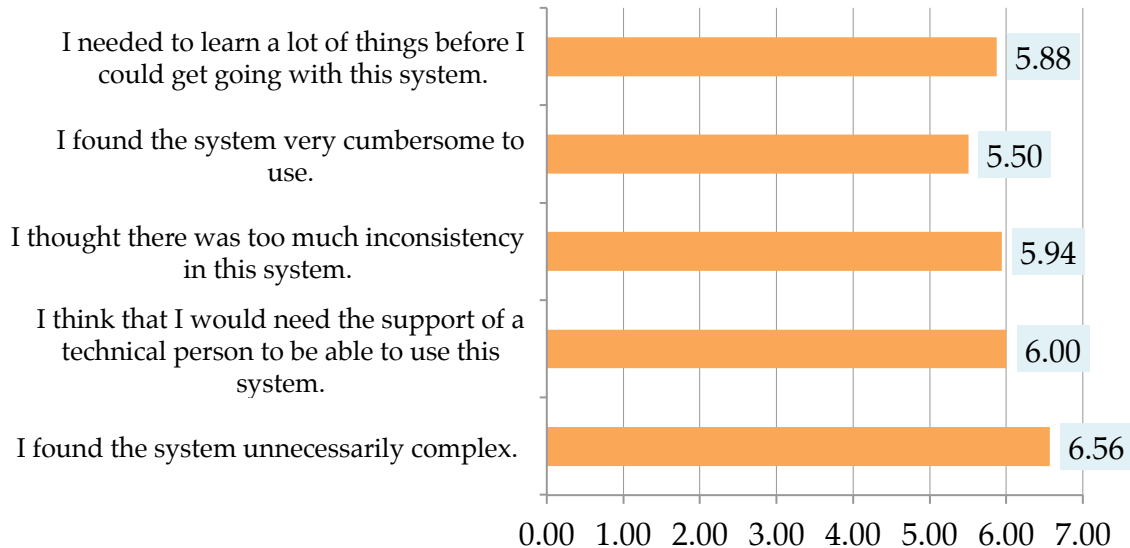 I needed to learn a lot of things before I
could get going with this system.
5.88
I found the system very cumbersome to
use.
5.50
I thought there was too much inconsistency
in this system.
5.94
I think that I would need the support of a
technical person to be able to use this
system.
6.00
I found the system unnecessarily complex.
6.56
0.00 1.00 2.00 3.00 4.00 5.00 6.00 7.00